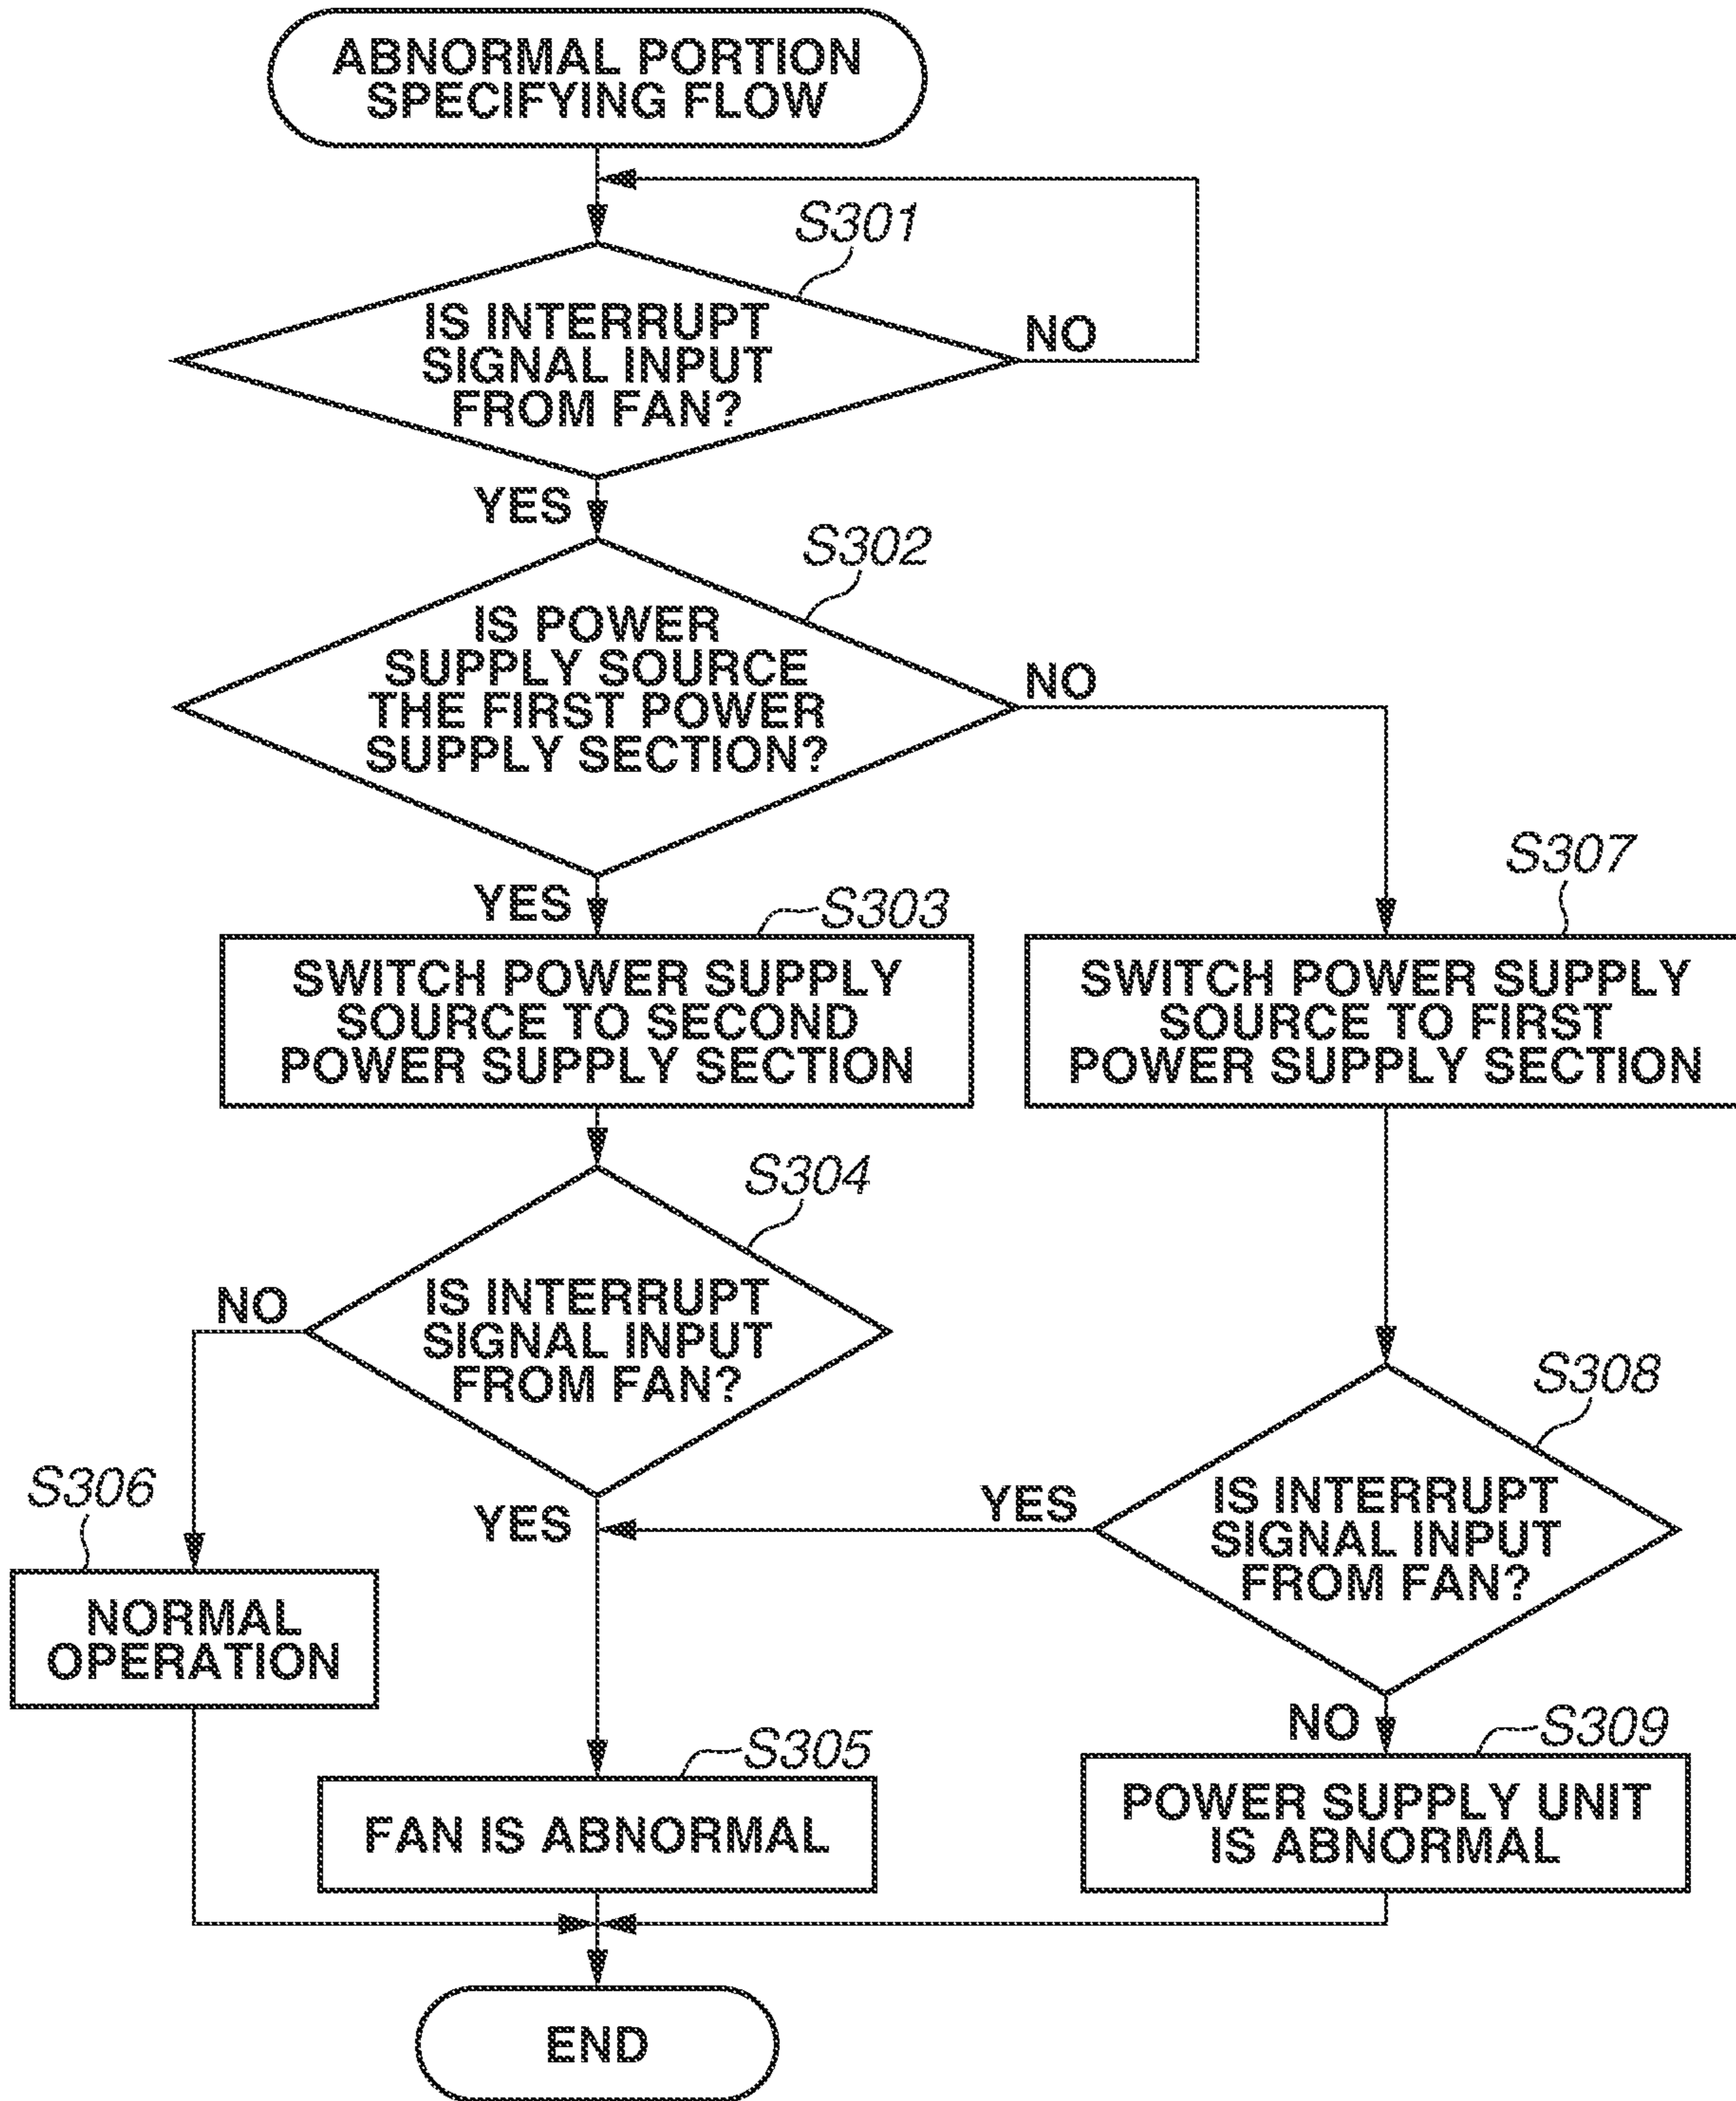 ABNORMAL PORTION
SPECIFYING FLOW
S301
IS INTERRUPT
SIGNAL INPUT
FROM FAN?
NO
YES
S302
IS POWER
SUPPLY SOURCE
THE FIRST POWER
SUPPLY SECTION?
NO
YES
S303
SWITCH POWER SUPPLY
SOURCE TO SECOND
POWER SUPPLY SECTION
S307
SWITCH POWER SUPPLY
SOURCE TO FIRST
POWER SUPPLY SECTION
S304
IS INTERRUPT
SIGNAL INPUT
FROM FAN?
NO
YES
S308
IS INTERRUPT
SIGNAL INPUT
FROM FAN?
YES
NO
S306
NORMAL
OPERATION
S305
FAN IS ABNORMAL
S309
POWER SUPPLY UNIT
IS ABNORMAL
END